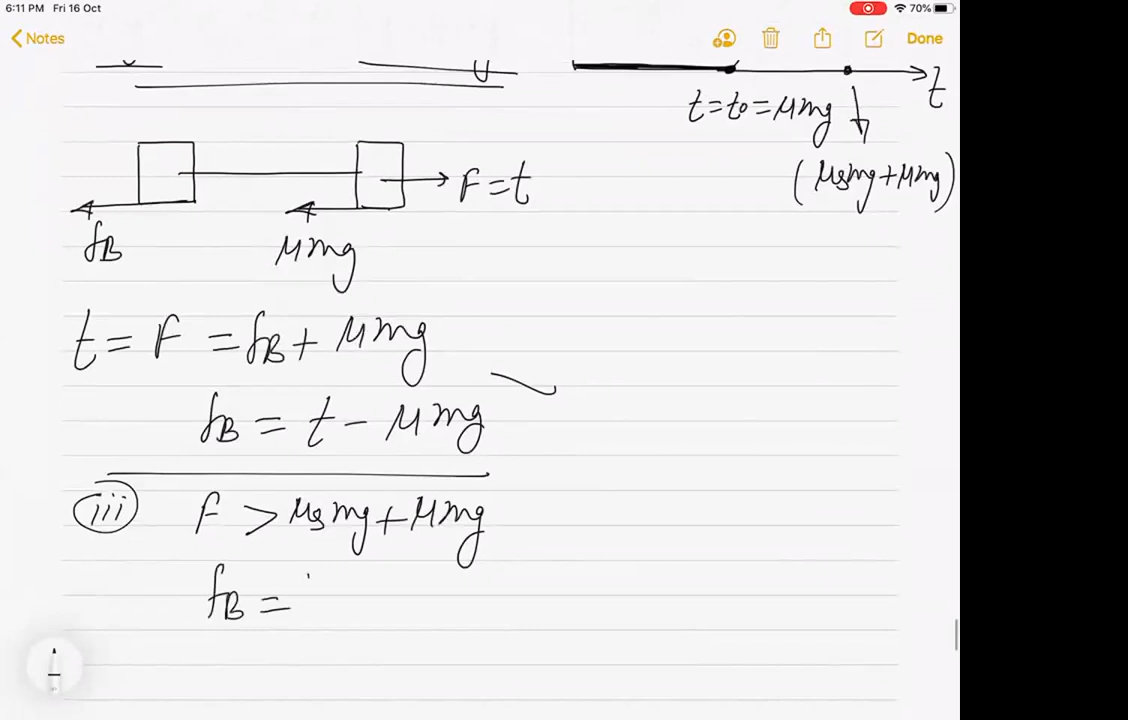 6:11 PM Fri 16 Oct
70%
Notes
Done
t
t = t₀ = μmg
(μsmg + μmg)
F = t
fB
μmg
t = F = fB + μmg
fB = t − μmg
iii F > μsmg + μmg
fB =